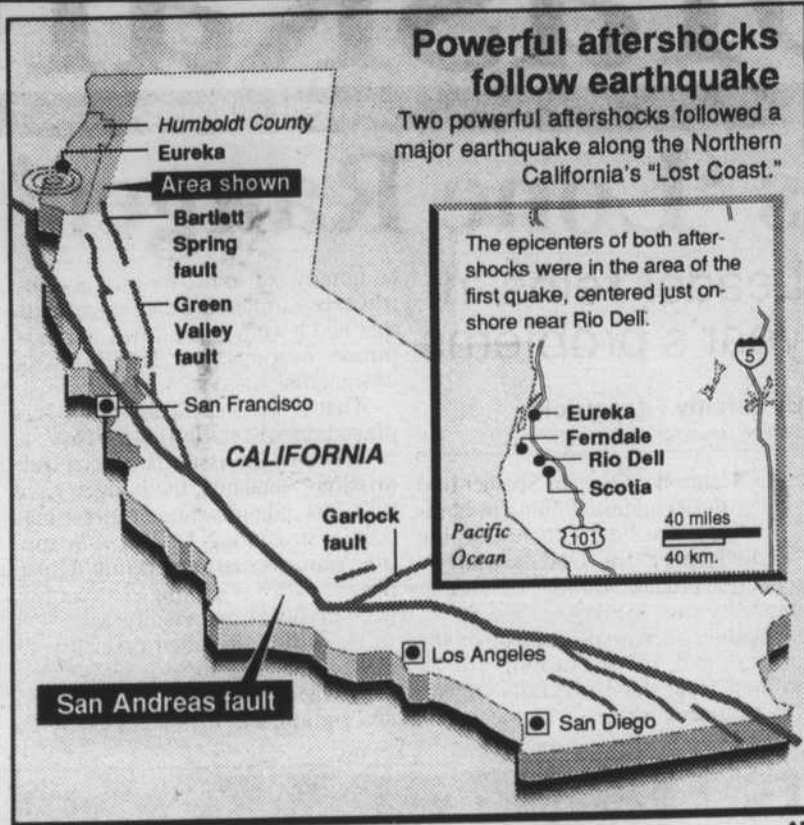 Powerful aftershocks
follow earthquake
Two powerful aftershocks followed a
major earthquake along the Northern
California's "Lost Coast."
Humboldt County
Eureka
Area shown
Bartlett
Spring
fault
Green
Valley
fault
San Francisco
CALIFORNIA
Garlock
fault
San Andreas fault
Los Angeles
San Diego
The epicenters of both after-
shocks were in the area of the
first quake, centered just on-
shore near Rio Dell.
5
Eureka
Ferndale
Rio Dell
Scotia
101
Pacific
Ocean
40 miles
40 km.